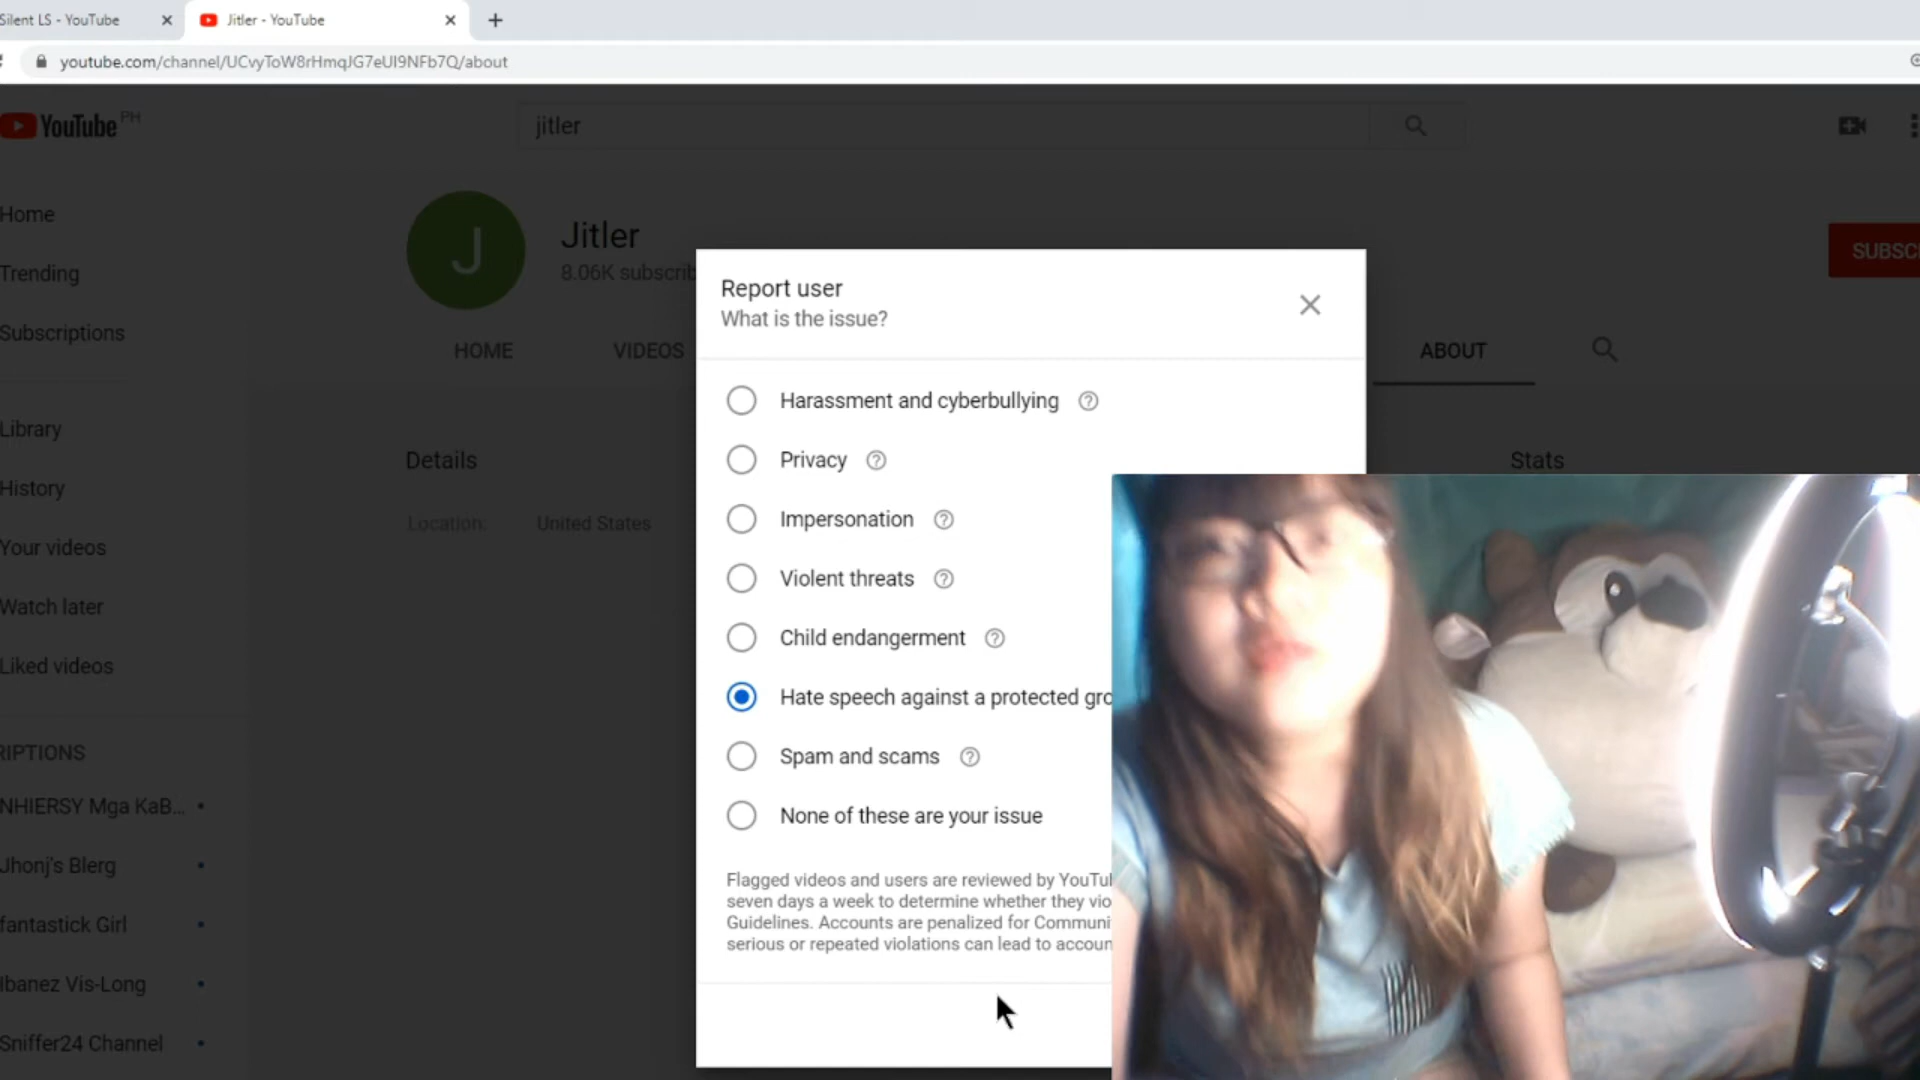 Silent LS - YouTube
Jitler - YouTube
youtube.com/channel/UCvyToW8rHmqJG7eUI9NFb7Q/about
YouTube PH
jitler
Home
Trending
Subscriptions
Library
History
Your videos
Watch later
Liked videos
RIPTIONS
NHIERSY Mga KaB...
Jhonj's Blerg
fantastick Girl
Ibanez Vis-Long
Sniffer24 Channel
J
Jitler
8.06K subscrib
SUBSC
HOME
VIDEOS
ABOUT
Details
Location:
United States
Stats
Report user
What is the issue?
Harassment and cyberbullying
Privacy
Impersonation
Violent threats
Child endangerment
Hate speech against a protected gro
Spam and scams
None of these are your issue
Flagged videos and users are reviewed by YouTu
seven days a week to determine whether they vio
Guidelines. Accounts are penalized for Communi
serious or repeated violations can lead to accoun